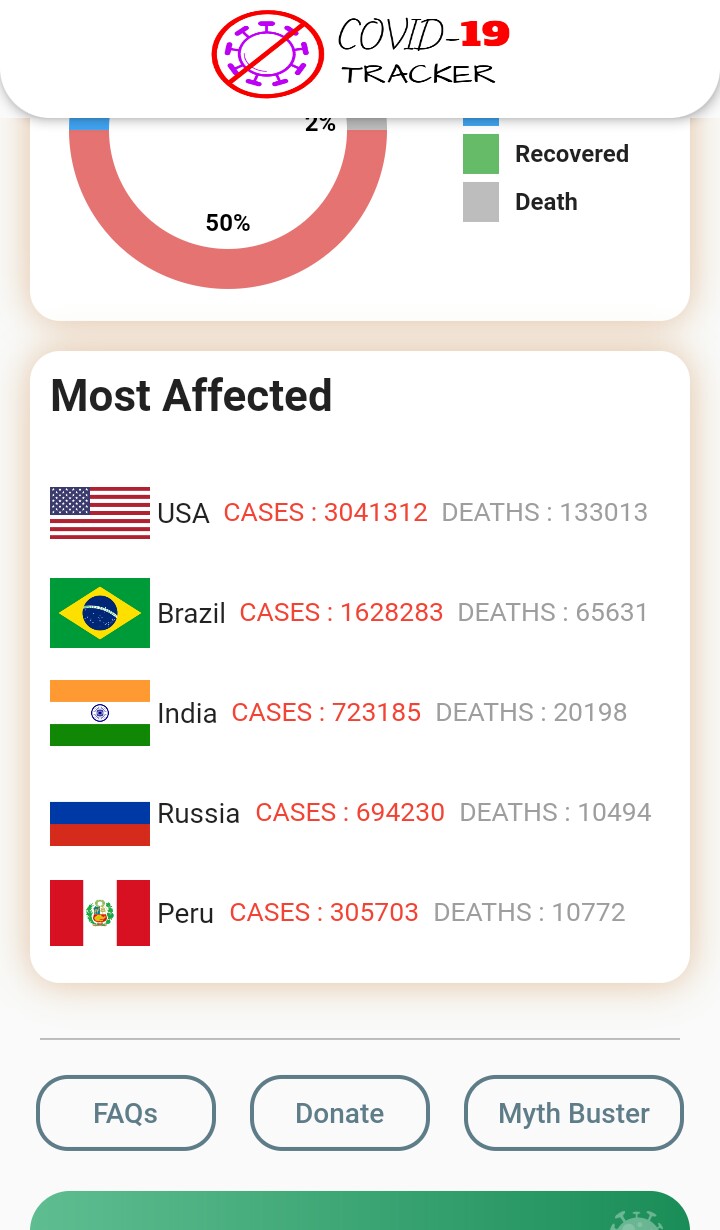 COVID-19
TRACKER
2%
Recovered
50%
Death
Most Affected
USA CASES : 3041312 DEATHS : 133013
Brazil CASES : 1628283 DEATHS : 65631
India CASES : 723185 DEATHS : 20198
Russia CASES : 694230 DEATHS : 10494
Peru CASES : 305703 DEATHS : 10772
FAQs Donate Myth Buster